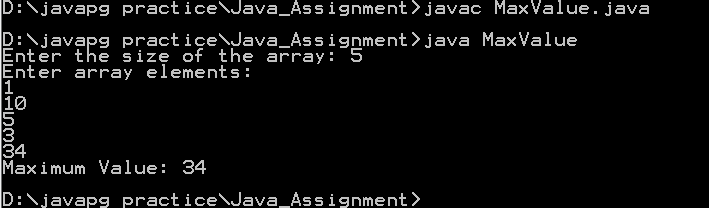 D:\javapg practice\Java_Assignment>javac MaxValue.java
D:\javapg practice\Java_Assignment>java MaxValue
Enter the size of the array: 5
Enter array elements:
1
10
5
3
34
Maximum Value: 34
D:\javapg practice\Java_Assignment>